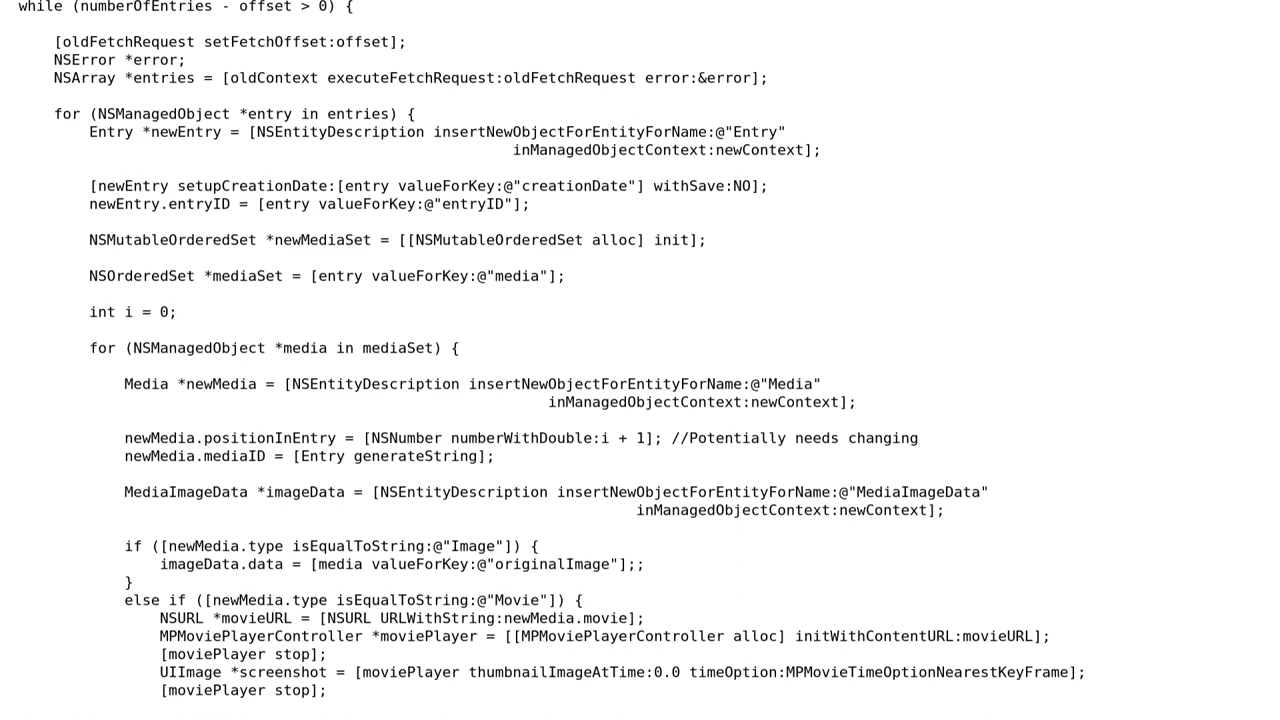 while (numberOfEntries - offset > 0) {
[oldFetchRequest setFetchOffset:offset];
NSError *error;
NSArray *entries = [oldContext executeFetchRequest:oldFetchRequest error:&error];
for (NSManagedObject *entry in entries) {
Entry *newEntry = [NSEntityDescription insertNewObjectForEntityForName:@"Entry"
inManagedObjectContext:newContext];
[newEntry setupCreationDate:[entry valueForKey:@"creationDate"] withSave:NO];
newEntry.entryID = [entry valueForKey:@"entryID"];
NSMutableOrderedSet *newMediaSet = [[NSMutableOrderedSet alloc] init];
NSOrderedSet *mediaSet = [entry valueForKey:@"media"];
int i = 0;
for (NSManagedObject *media in mediaSet) {
Media *newMedia = [NSEntityDescription insertNewObjectForEntityForName:@"Media"
inManagedObjectContext:newContext];
newMedia.positionInEntry = [NSNumber numberWithDouble:i + 1]; //Potentially needs changing
newMedia.mediaID = [Entry generateString];
MediaImageData *imageData = [NSEntityDescription insertNewObjectForEntityForName:@"MediaImageData"
inManagedObjectContext:newContext];
if ([newMedia.type isEqualToString:@"Image"]) {
imageData.data = [media valueForKey:@"originalImage"];;
}
else if ([newMedia.type isEqualToString:@"Movie"]) {
NSURL *movieURL = [NSURL URLWithString:newMedia.movie];
MPMoviePlayerController *moviePlayer = [[MPMoviePlayerController alloc] initWithContentURL:movieURL];
[moviePlayer stop];
UIImage *screenshot = [moviePlayer thumbnailImageAtTime:0.0 timeOption:MPMovieTimeOptionNearestKeyFrame];
[moviePlayer stop];